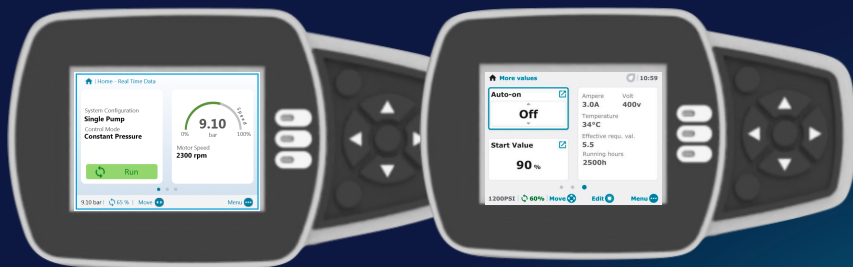 Home - Real Time Data
System Configuration
Single Pump
Control Mode
Constant Pressure
Run
Speed
9.10
0% bar 100%
Motor Speed
2300 rpm
9.10 bar | 65 % | Move Menu
More values 10:59
Auto-on
Off
Start Value
90 %
Ampere Volt
3.0A 400v
Temperature
34°C
Effective requ. val.
5.5
Running hours
2500h
1200PSI | 60% | Move Edit Menu